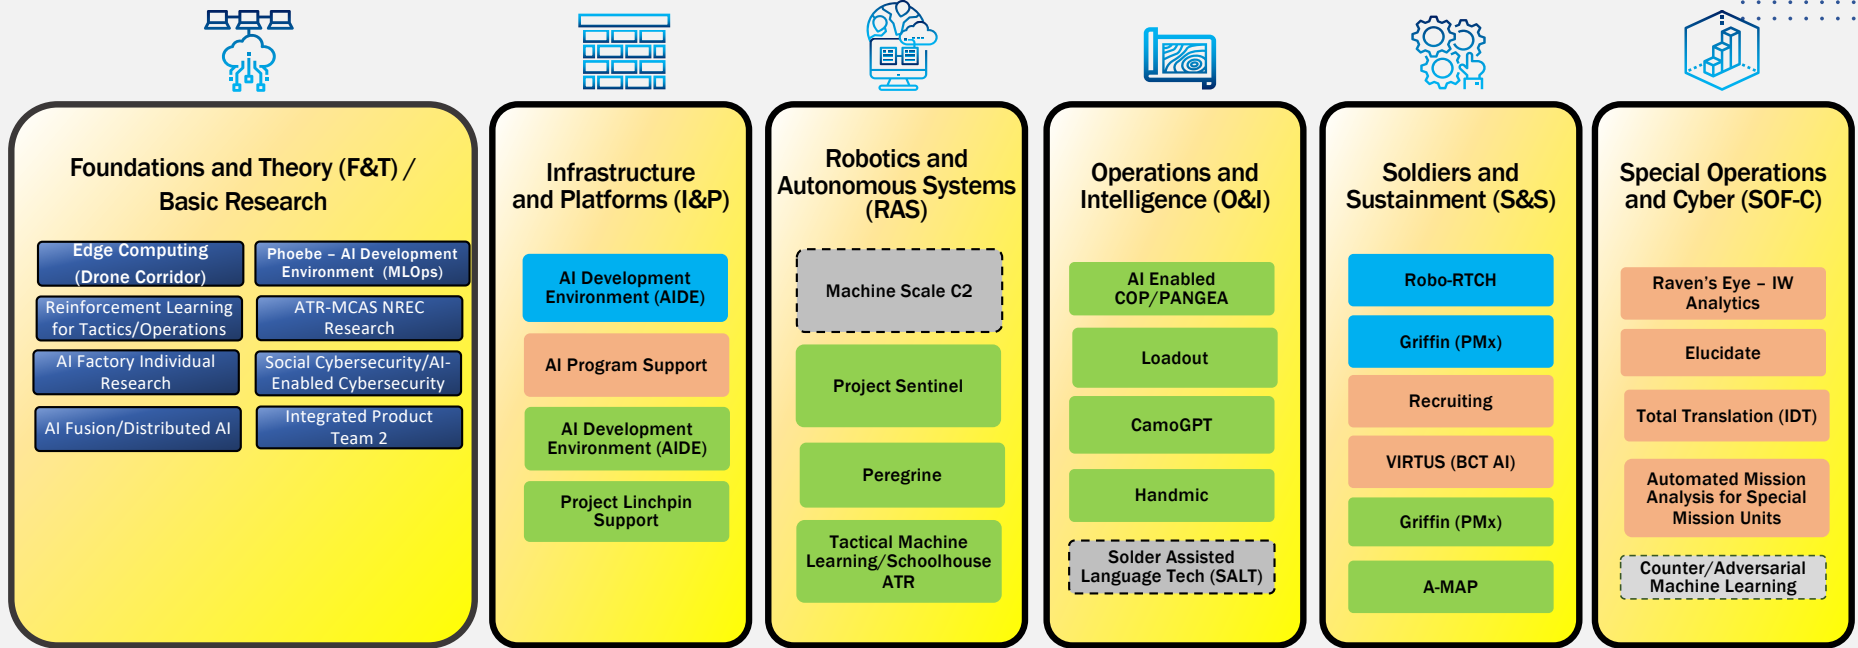 Foundations and Theory (F&T) /
Basic Research
Edge Computing
(Drone Corridor)
Phoebe – AI Development
Environment (MLOps)
Reinforcement Learning
for Tactics/Operations
ATR-MCAS NREC
Research
AI Factory Individual
Research
Social Cybersecurity/AI-
Enabled Cybersecurity
AI Fusion/Distributed AI
Integrated Product
Team 2
Infrastructure
and Platforms (I&P)
AI Development
Environment (AIDE)
AI Program Support
AI Development
Environment (AIDE)
Project Linchpin
Support
Robotics and
Autonomous Systems
(RAS)
Machine Scale C2
Project Sentinel
Peregrine
Tactical Machine
Learning/Schoolhouse
ATR
Operations and
Intelligence (O&I)
AI Enabled
COP/PANGEA
Loadout
CamoGPT
Handmic
Solder Assisted
Language Tech (SALT)
Soldiers and
Sustainment (S&S)
Robo-RTCH
Griffin (PMx)
Recruiting
VIRTUS (BCT AI)
Griffin (PMx)
A-MAP
Special Operations
and Cyber (SOF-C)
Raven's Eye – IW
Analytics
Elucidate
Total Translation (IDT)
Automated Mission
Analysis for Special
Mission Units
Counter/Adversarial
Machine Learning